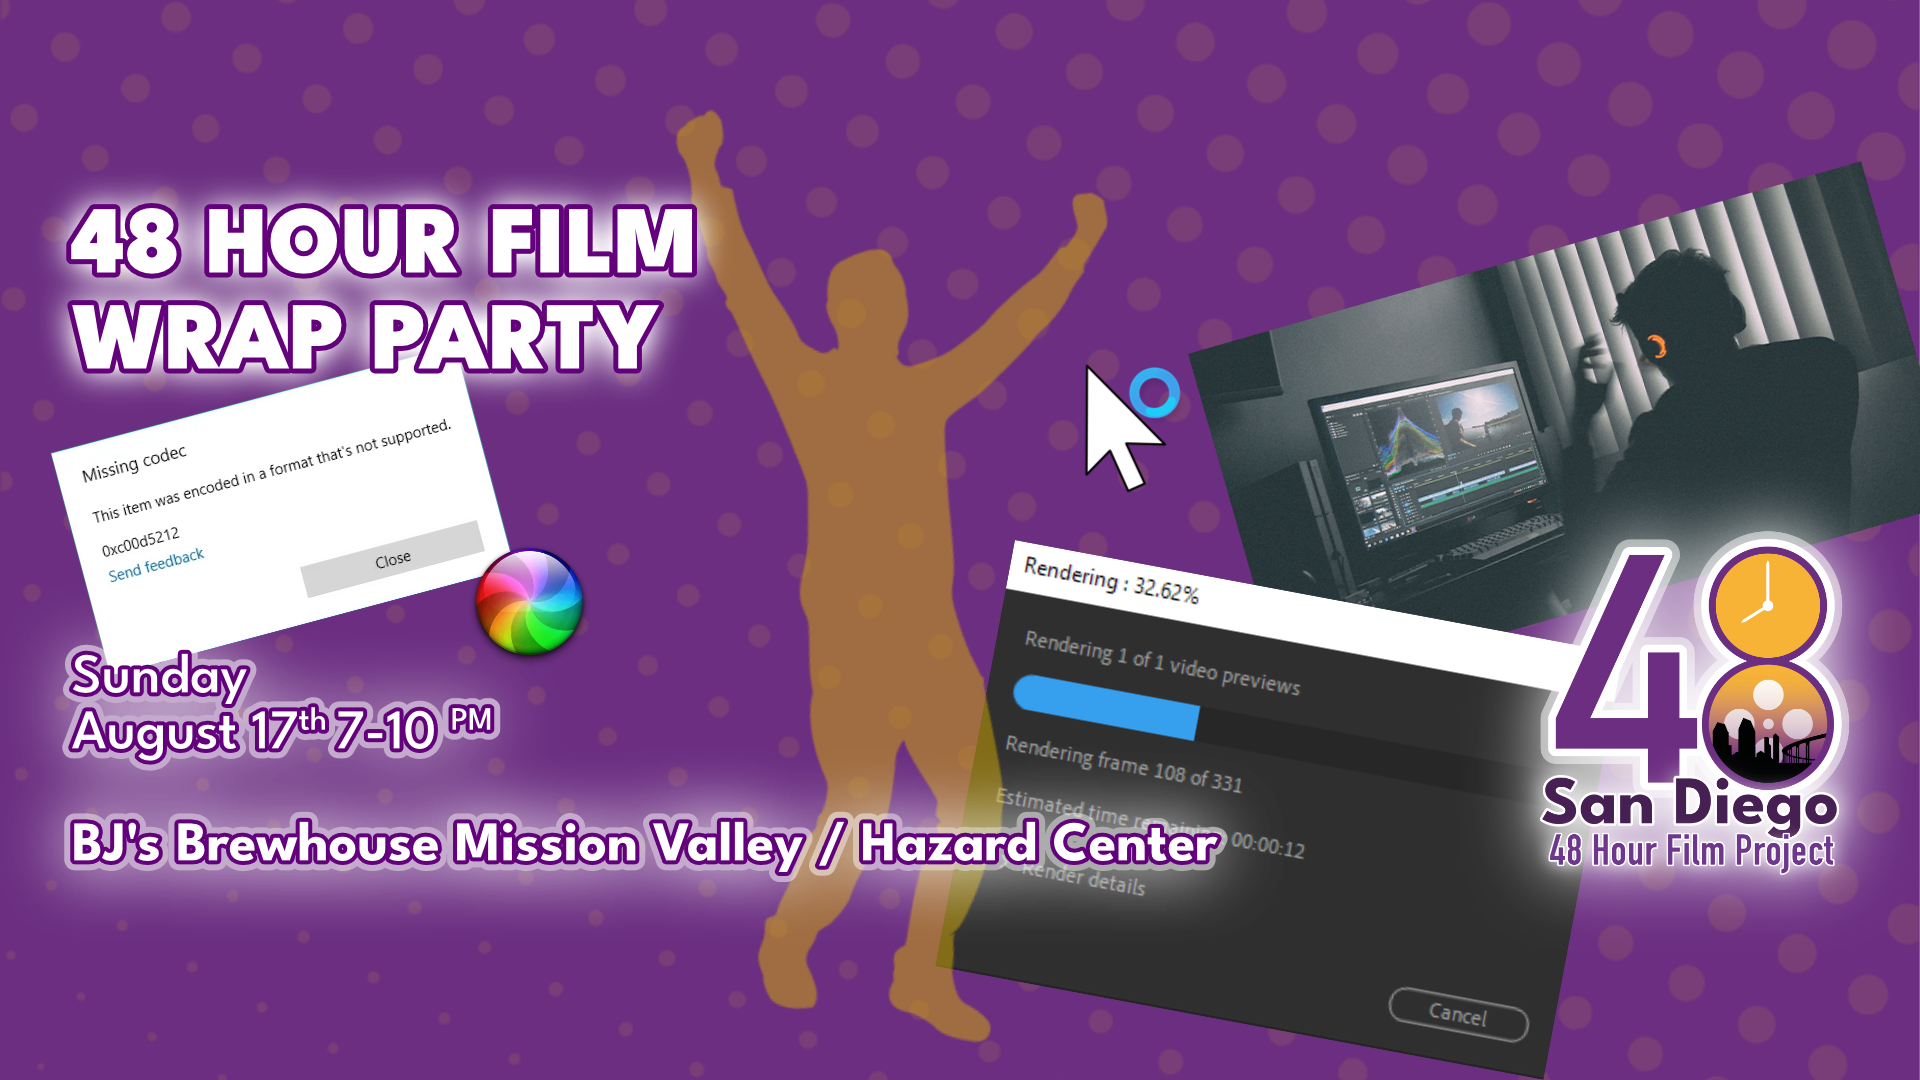 48 HOUR FILM
WRAP PARTY
Missing codec
This item was encoded in a format that's not supported.
0xc00d5212
Send feedback
Close
Sunday
August 17th 7-10 PM
BJ's Brewhouse Mission Valley / Hazard Center
Rendering : 32.62%
Rendering 1 of 1 video previews
Rendering frame 108 of 331
Estimated time remaining 00:00:12
Render details
Cancel
48
San Diego
48 Hour Film Project